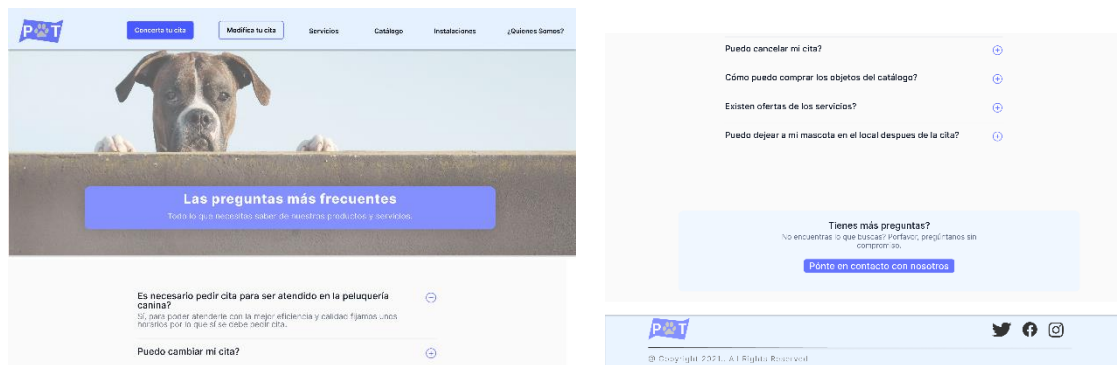 P T
Concerta tu cita
Modifica tu cita
Servicios
Catálogo
Instalaciones
¿Quienes Somos?
Las preguntas más frecuentes
Todo lo que necesitas saber de nuestros productos y servicios.
Es necesario pedir cita para ser atendido en la peluquería
canina?
Sí, para poder atenderle con la mejor eficiencia y calidad fijamos unos
horarios por lo que sí se debe pedir cita.
Puedo cambiar mi cita?
Puedo cancelar mi cita?
Cómo puedo comprar los objetos del catálogo?
Existen ofertas de los servicios?
Puedo dejear a mi mascota en el local despues de la cita?
Tienes más preguntas?
No encuentras lo que buscas? Porfavor, pregúntanos sin
compromiso.
Pónte en contacto con nosotros
P T
@ Copyright 2021.. All Rights Reserved